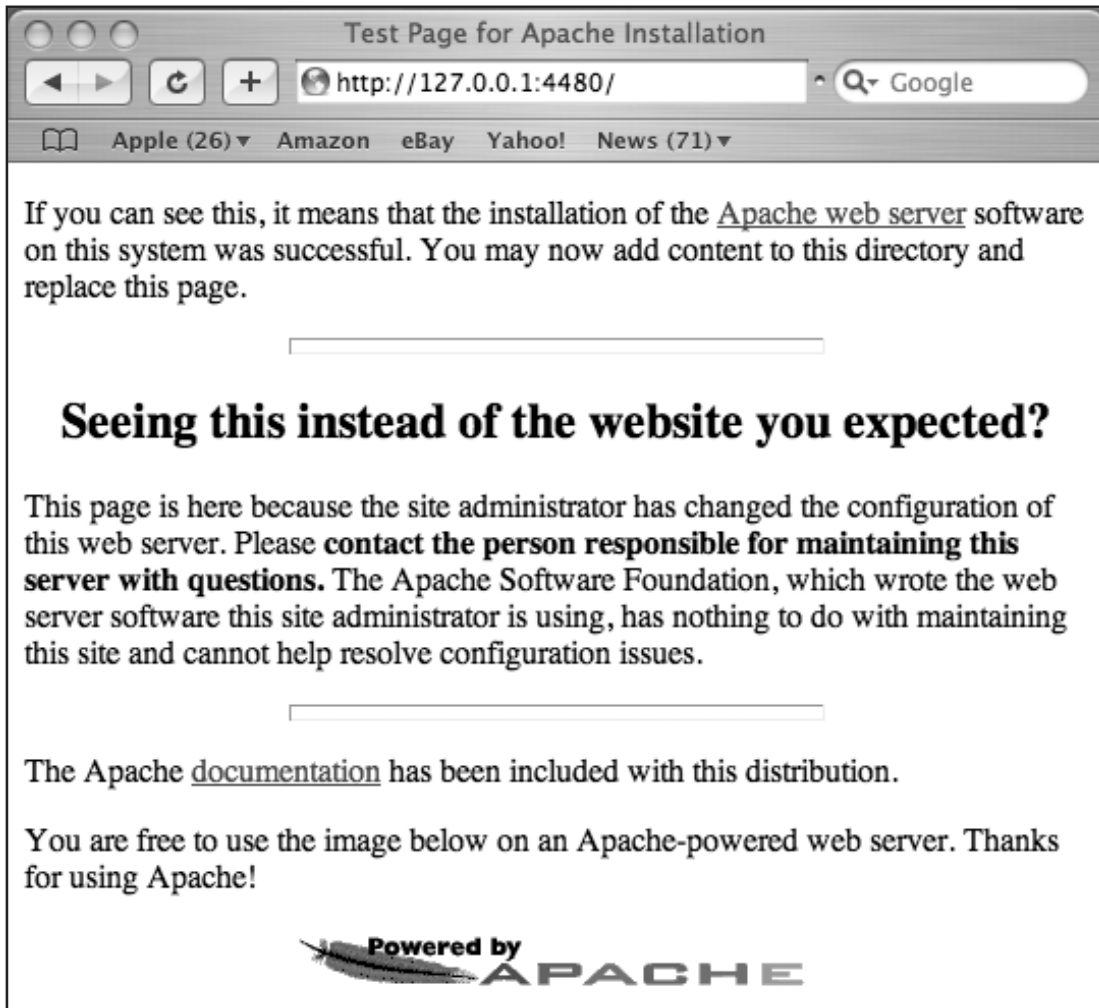 Test Page for Apache Installation
http://127.0.0.1:4480/
Google
Apple (26) Amazon eBay Yahoo! News (71)
If you can see this, it means that the installation of the Apache web server software
on this system was successful. You may now add content to this directory and
replace this page.
Seeing this instead of the website you expected?
This page is here because the site administrator has changed the configuration of
this web server. Please contact the person responsible for maintaining this
server with questions. The Apache Software Foundation, which wrote the web
server software this site administrator is using, has nothing to do with maintaining
this site and cannot help resolve configuration issues.
The Apache documentation has been included with this distribution.
You are free to use the image below on an Apache-powered web server. Thanks
for using Apache!
Powered by
APACHE